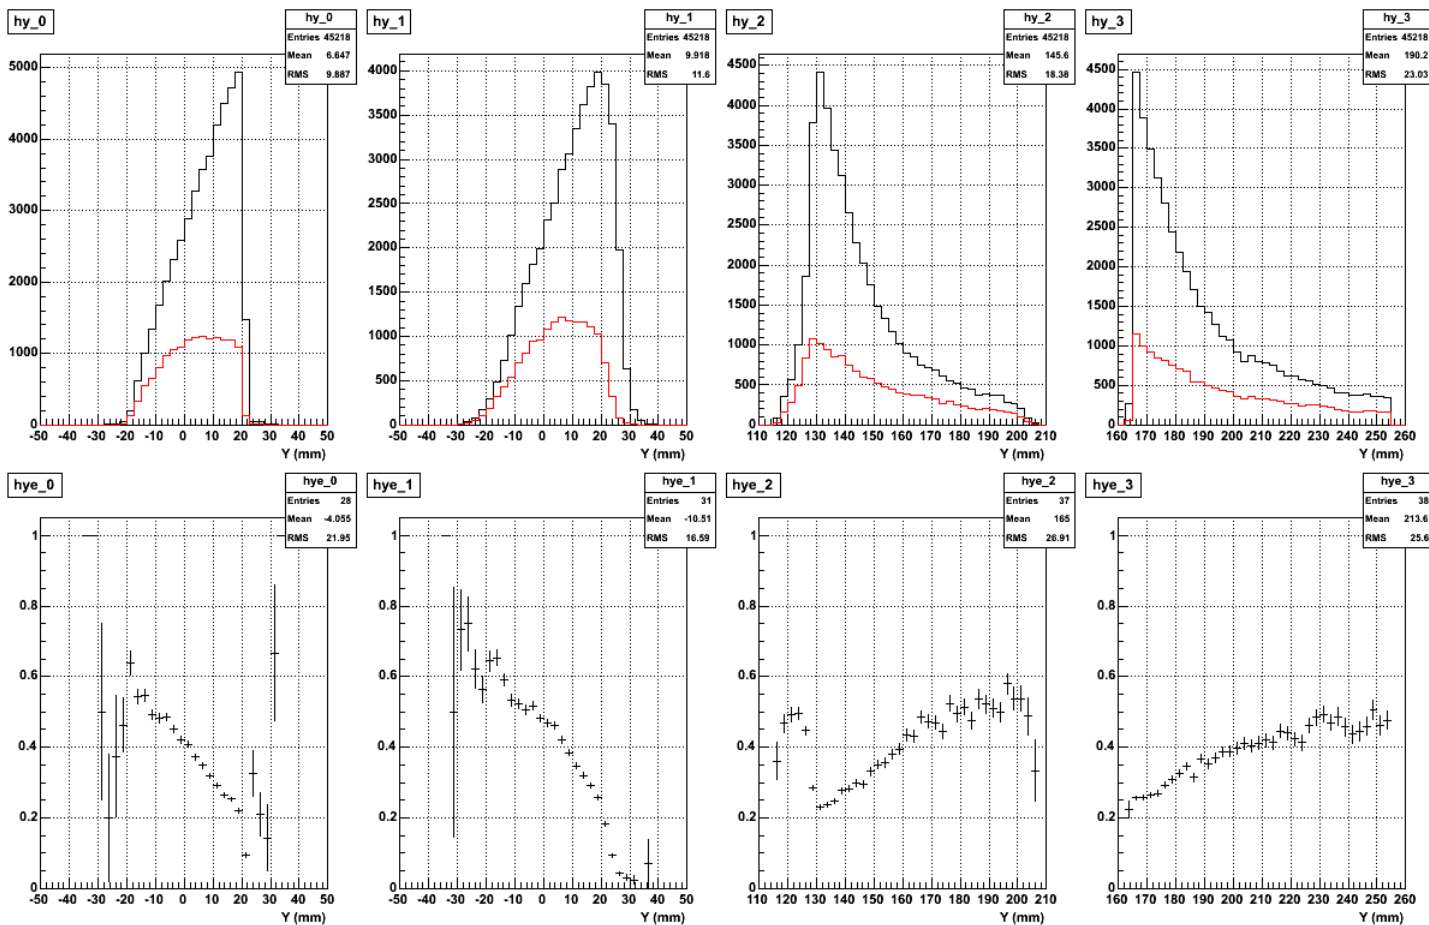 hy_0
hy_0
Entries 45218
Mean 6.647
RMS 9.887
5000
4000
3000
2000
1000
0
-50 -40 -30 -20 -10 0 10 20 30 40 50
Y (mm)
hy_1
hy_1
Entries 45218
Mean 9.918
RMS 11.6
4000
3500
3000
2500
2000
1500
1000
500
0
-50 -40 -30 -20 -10 0 10 20 30 40 50
Y (mm)
hy_2
hy_2
Entries 45218
Mean 145.6
RMS 18.38
4500
4000
3500
3000
2500
2000
1500
1000
500
0
110 120 130 140 150 160 170 180 190 200 210
Y (mm)
hy_3
hy_3
Entries 45218
Mean 190.2
RMS 23.03
4500
4000
3500
3000
2500
2000
1500
1000
500
0
160 170 180 190 200 210 220 230 240 250 260
Y (mm)
hye_0
hye_0
Entries 28
Mean -4.055
RMS 21.95
1
0.8
0.6
0.4
0.2
0
-50 -40 -30 -20 -10 0 10 20 30 40 50
Y (mm)
hye_1
hye_1
Entries 31
Mean -10.51
RMS 16.59
1
0.8
0.6
0.4
0.2
0
-50 -40 -30 -20 -10 0 10 20 30 40 50
Y (mm)
hye_2
hye_2
Entries 37
Mean 165
RMS 26.91
1
0.8
0.6
0.4
0.2
0
110 120 130 140 150 160 170 180 190 200 210
Y (mm)
hye_3
hye_3
Entries 38
Mean 213.6
RMS 25.6
1
0.8
0.6
0.4
0.2
0
160 170 180 190 200 210 220 230 240 250 260
Y (mm)